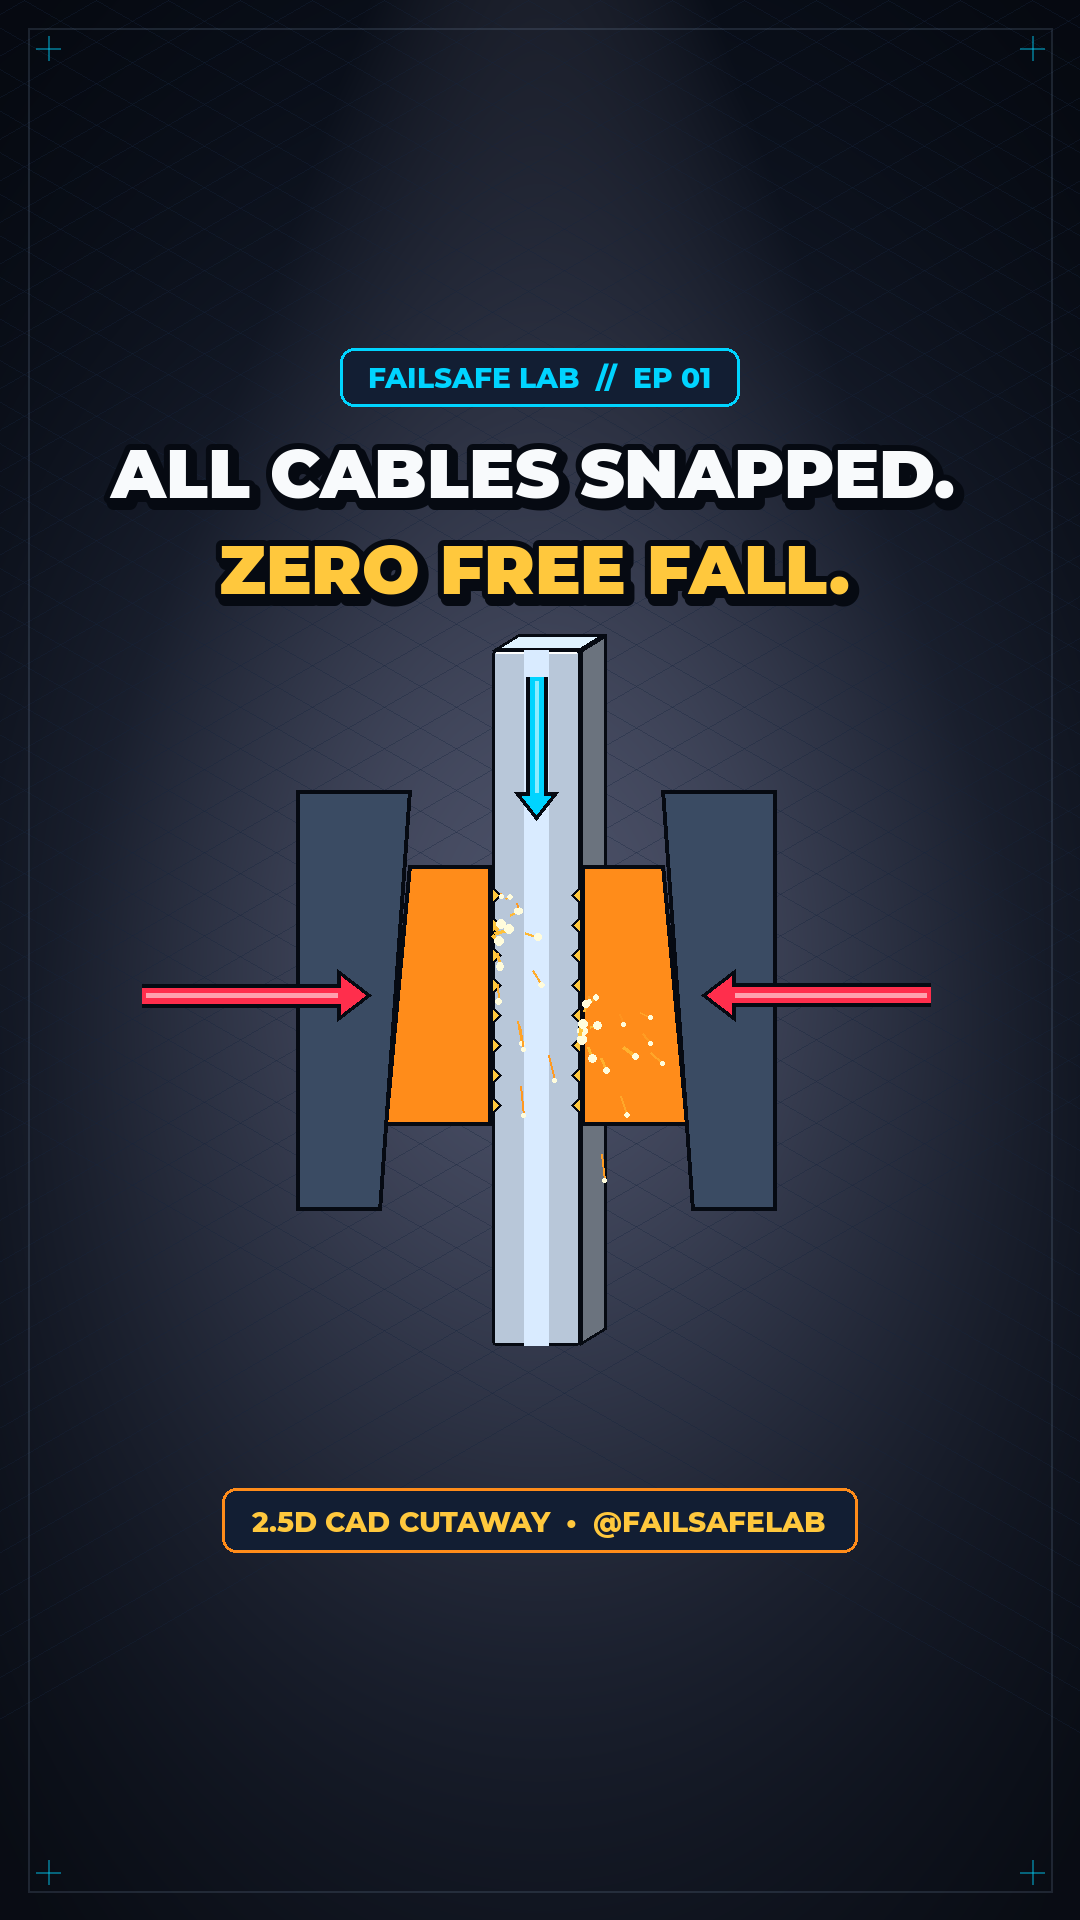 FAILSAFE LAB // EP 01
ALL CABLES SNAPPED.
ZERO FREE FALL.
2.5D CAD CUTAWAY • @FAILSAFELAB